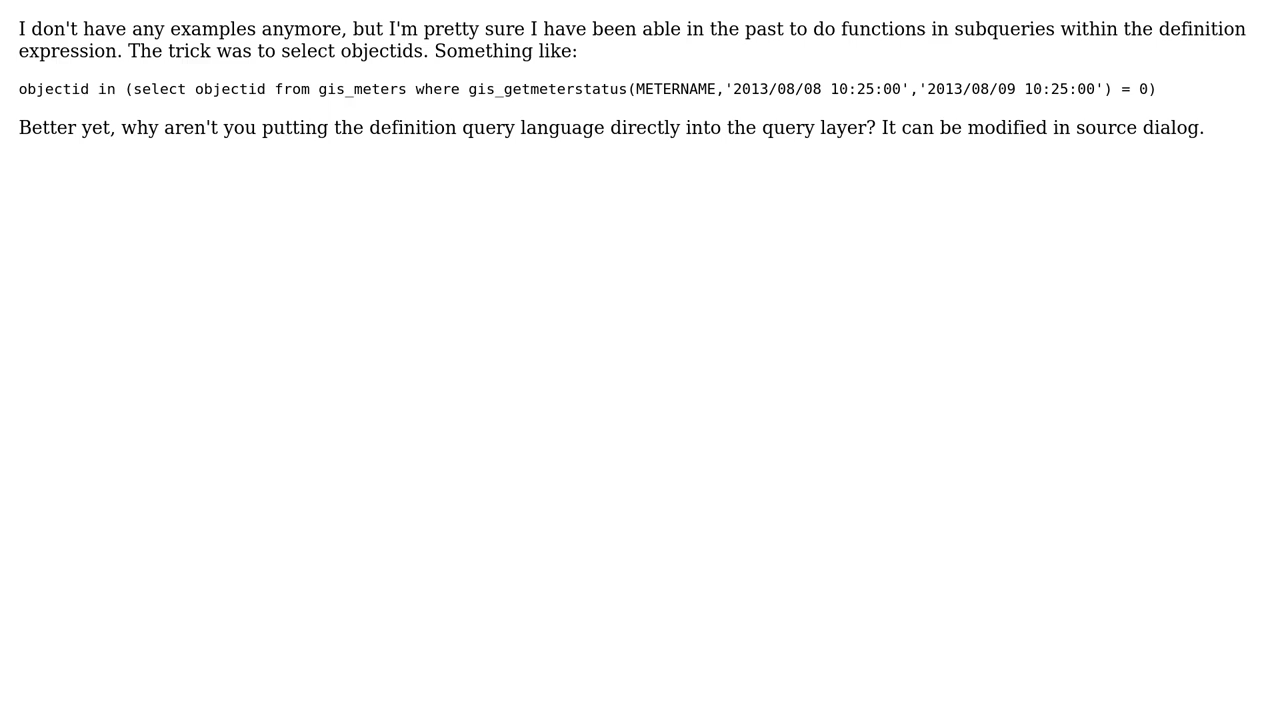 I don't have any examples anymore, but I'm pretty sure I have been able in the past to do functions in subqueries within the definition
expression. The trick was to select objectids. Something like:
objectid in (select objectid from gis_meters where gis_getmeterstatus(METERNAME,'2013/08/08 10:25:00','2013/08/09 10:25:00') = 0)
Better yet, why aren't you putting the definition query language directly into the query layer? It can be modified in source dialog.